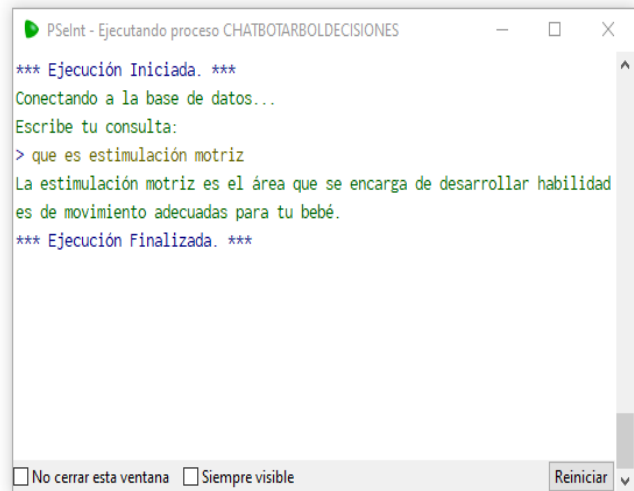 PSeInt - Ejecutando proceso CHATBOTARBOLDECISIONES
*** Ejecución Iniciada. ***
Conectando a la base de datos...
Escribe tu consulta:
> que es estimulación motriz
La estimulación motriz es el área que se encarga de desarrollar habilidad
es de movimiento adecuadas para tu bebé.
*** Ejecución Finalizada. ***
No cerrar esta ventana Siempre visible Reiniciar